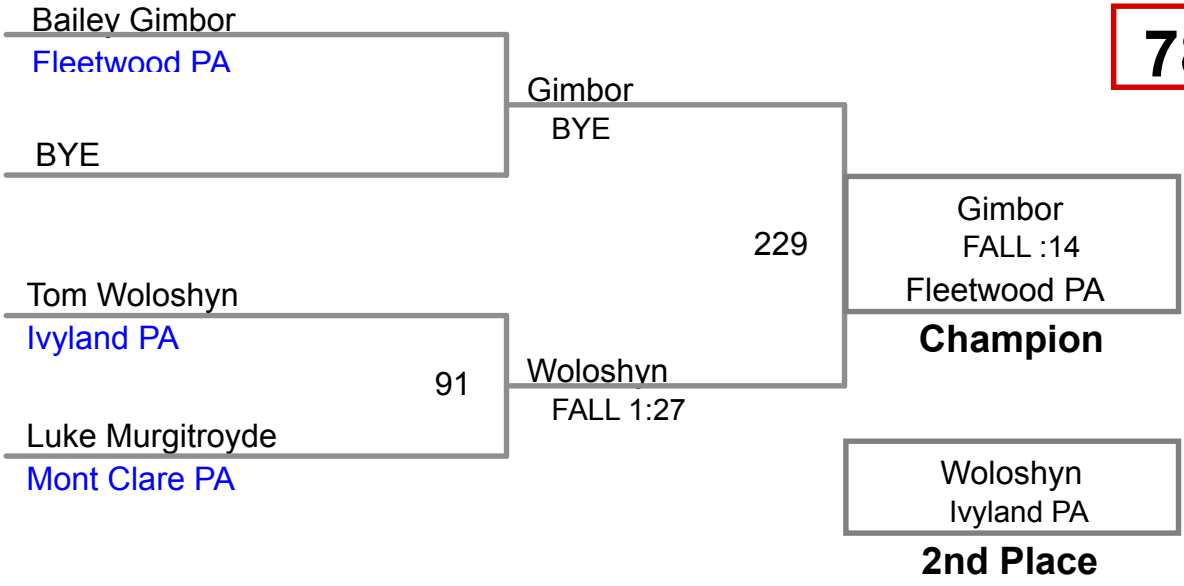 Bailey Gimbor
Fleetwood PA
BYE
Tom Woloshyn
Ivyland PA
91
Luke Murgitroyde
Mont Clare PA
Gimbor
BYE
229
Woloshyn
FALL 1:27
Gimbor
FALL :14
Fleetwood PA
Champion
Woloshyn
Ivyland PA
2nd Place